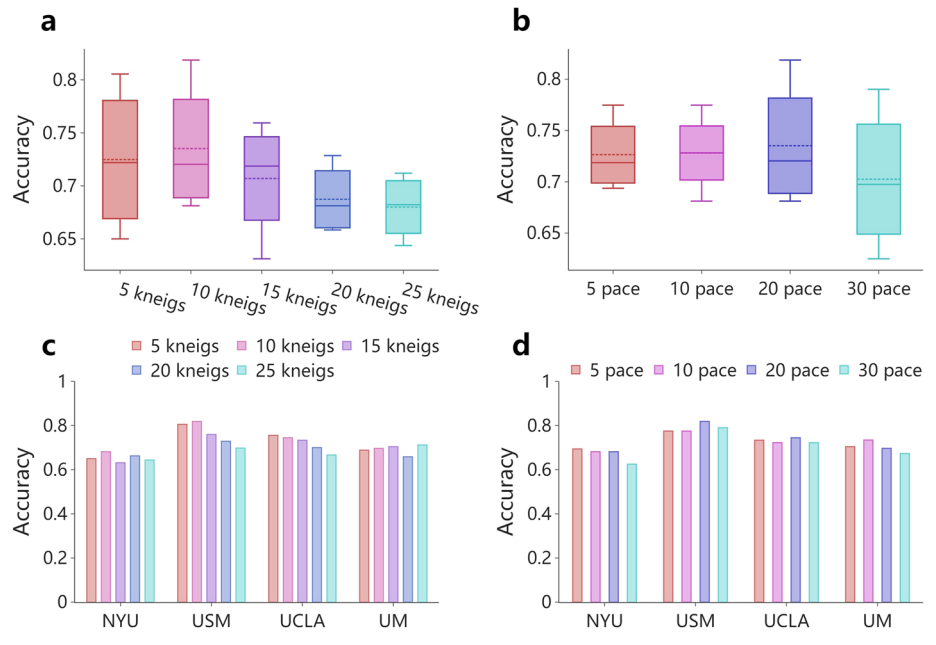 a
Accuracy
0.8
0.75
0.7
0.65
5 kneigs
10 kneigs
15 kneigs
20 kneigs
25 kneigs
b
Accuracy
0.8
0.75
0.7
0.65
5 pace
10 pace
20 pace
30 pace
c
5 kneigs
10 kneigs
15 kneigs
20 kneigs
25 kneigs
Accuracy
1
0.8
0.6
0.4
0.2
0
NYU
USM
UCLA
UM
d
5 pace
10 pace
20 pace
30 pace
Accuracy
1
0.8
0.6
0.4
0.2
0
NYU
USM
UCLA
UM